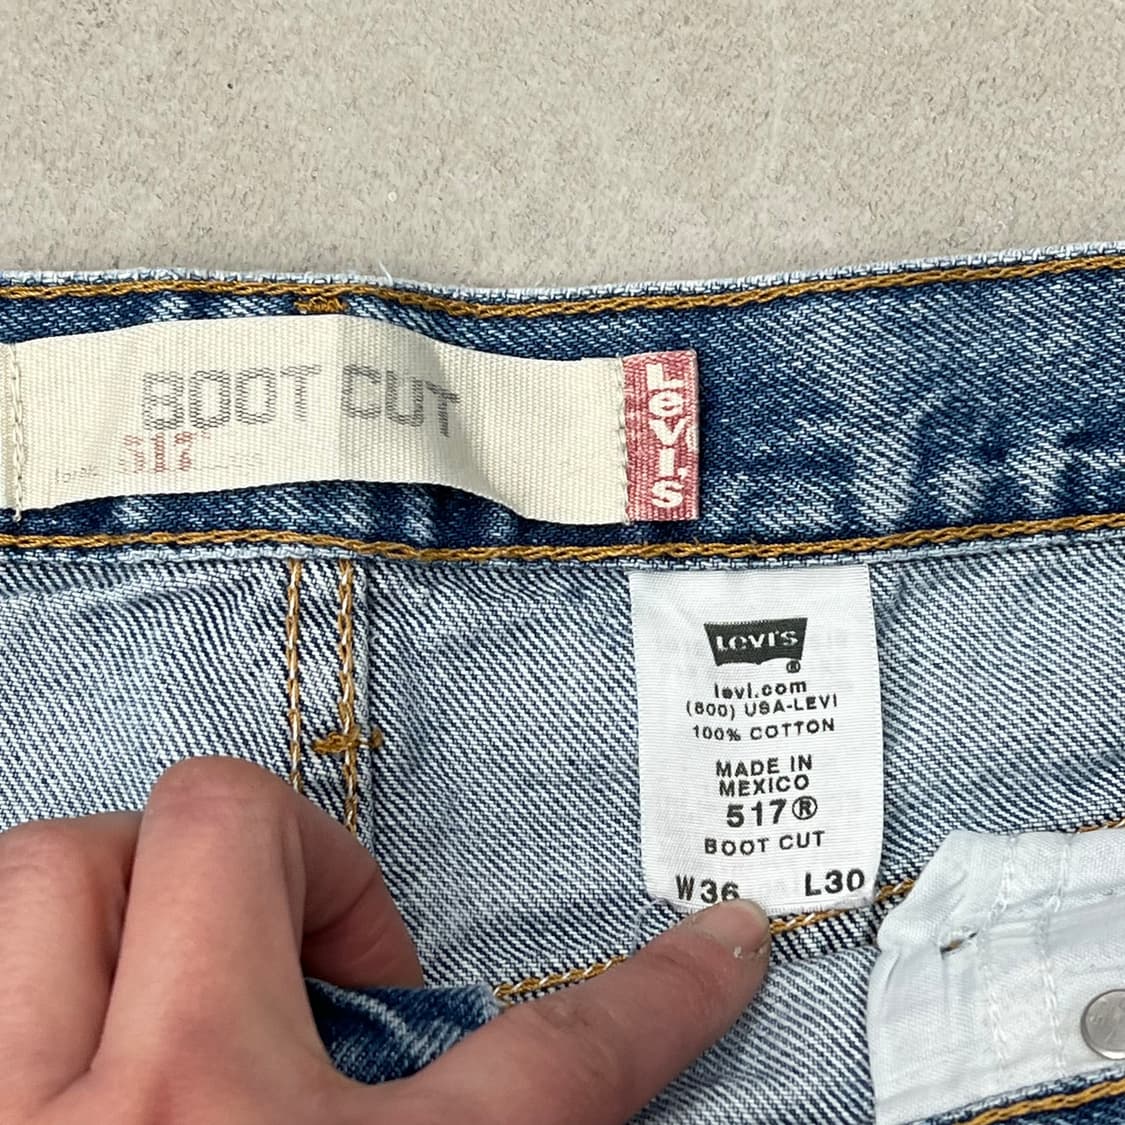 BOOT CUT
517
Levi's
Levi's
®
levi.com
(800) USA-LEVI
100% COTTON
MADE IN
MEXICO
517®
BOOT CUT
W36 L30